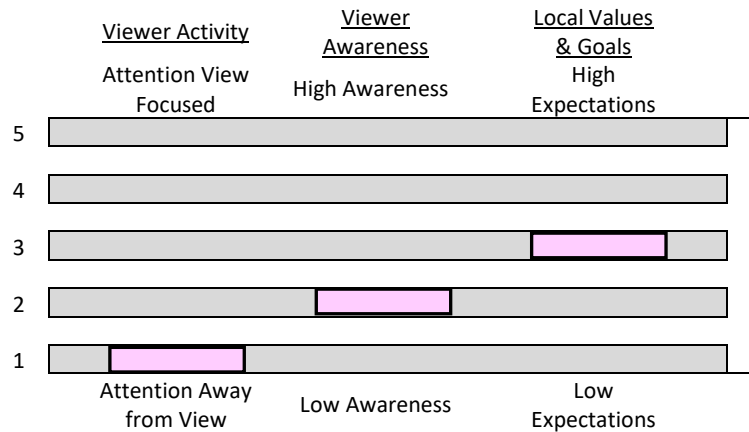 Viewer Activity
Viewer
Awareness
Local Values
& Goals
Attention View
Focused
High Awareness
High
Expectations
5
4
3
2
1
Attention Away
from View
Low Awareness
Low
Expectations